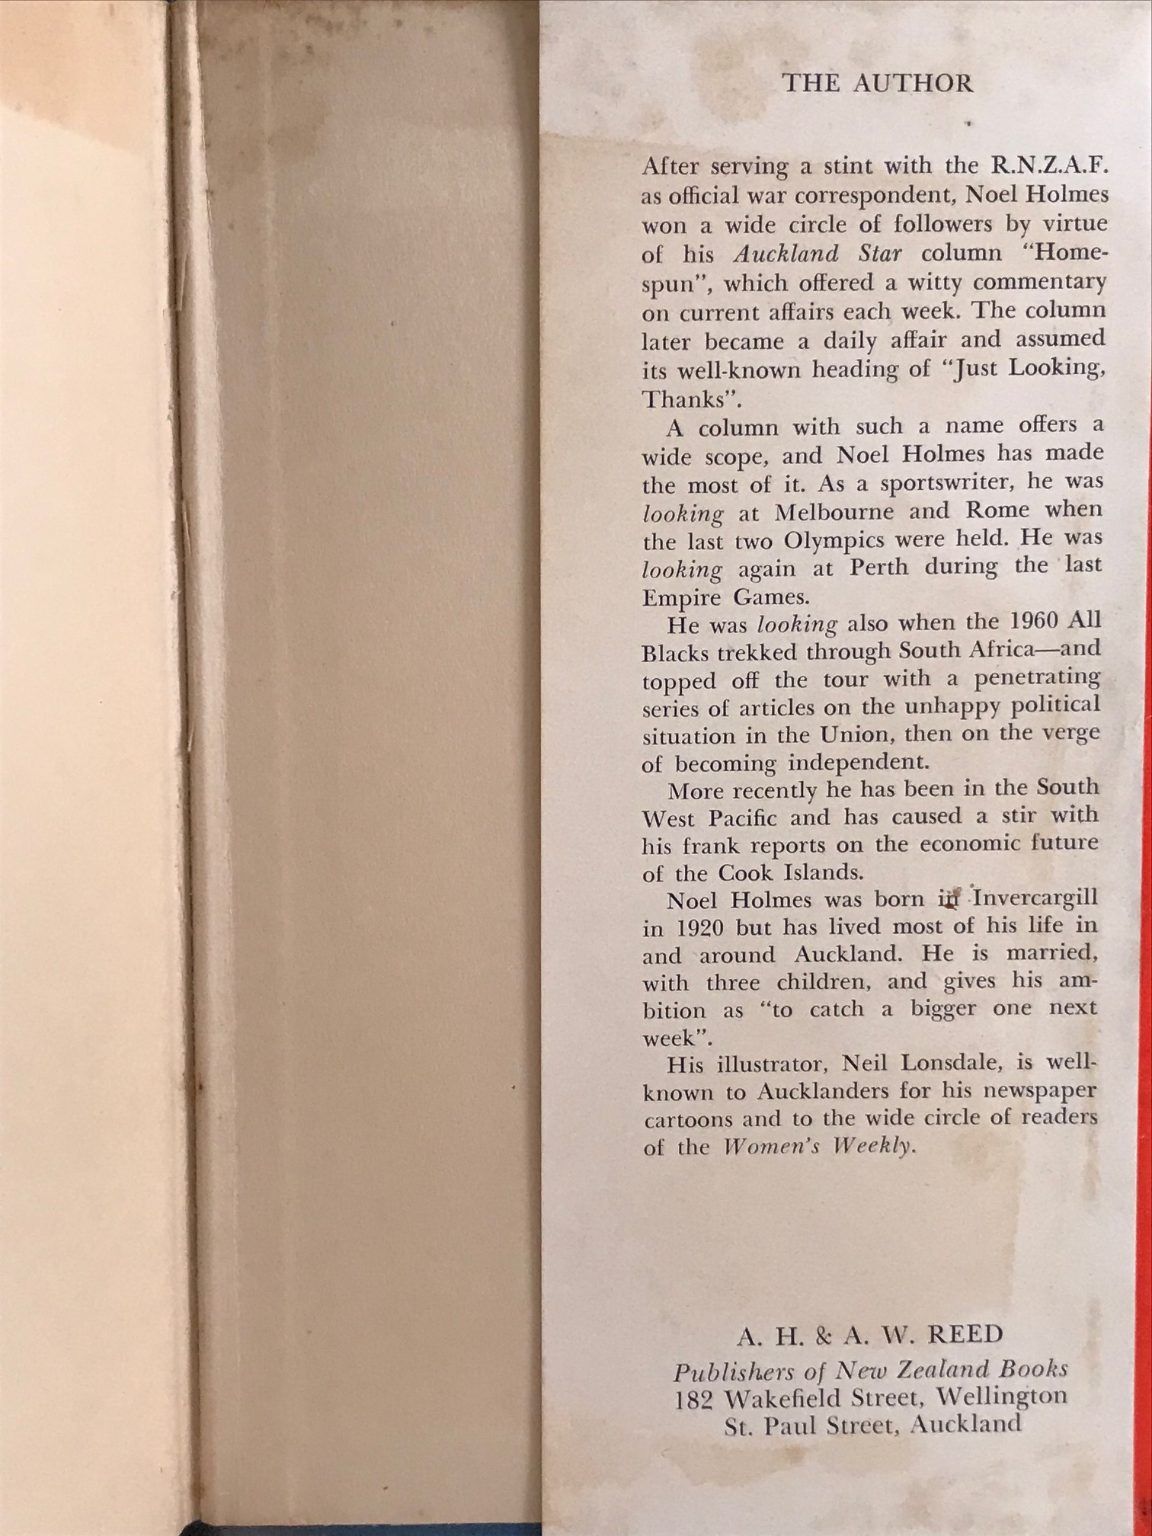 THE AUTHOR
After serving a stint with the R.N.Z.A.F.
as official war correspondent, Noel Holmes
won a wide circle of followers by virtue
of his Auckland Star column “Home-
spun”, which offered a witty commentary
on current affairs each week. The column
later became a daily affair and assumed
its well-known heading of “Just Looking,
Thanks”.
A column with such a name offers a
wide scope, and Noel Holmes has made
the most of it. As a sportswriter, he was
looking at Melbourne and Rome when
the last two Olympics were held. He was
looking again at Perth during the last
Empire Games.
He was looking also when the 1960 All
Blacks trekked through South Africa—and
topped off the tour with a penetrating
series of articles on the unhappy political
situation in the Union, then on the verge
of becoming independent.
More recently he has been in the South
West Pacific and has caused a stir with
his frank reports on the economic future
of the Cook Islands.
Noel Holmes was born in Invercargill
in 1920 but has lived most of his life in
and around Auckland. He is married,
with three children, and gives his am-
bition as “to catch a bigger one next
week”.
His illustrator, Neil Lonsdale, is well-
known to Aucklanders for his newspaper
cartoons and to the wide circle of readers
of the Women’s Weekly.
A. H. & A. W. REED
Publishers of New Zealand Books
182 Wakefield Street, Wellington
St. Paul Street, Auckland